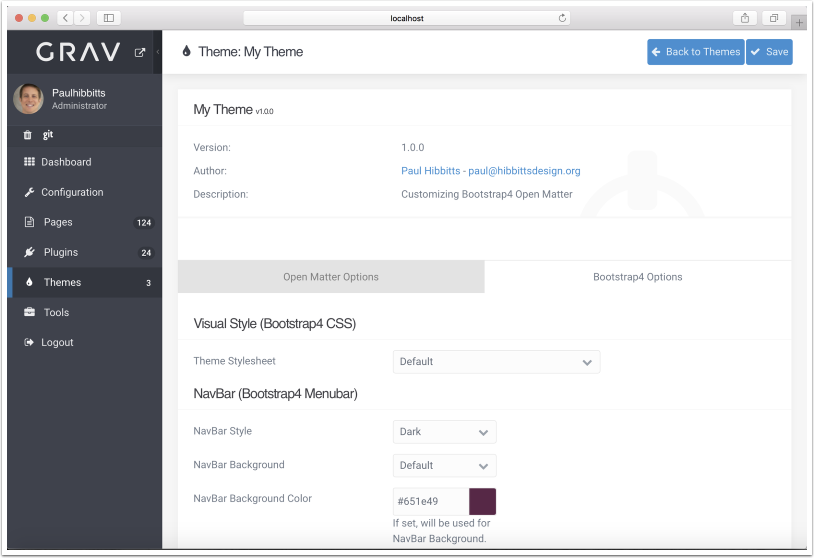 localhost
GRAV
Theme: My Theme
Back to Themes
Save
Paulhibbitts
Administrator
git
Dashboard
Configuration
Pages 124
Plugins 24
Themes 3
Tools
Logout
My Theme v1.0.0
Version: 1.0.0
Author: Paul Hibbitts - paul@hibbittsdesign.org
Description: Customizing Bootstrap4 Open Matter
Open Matter Options
Bootstrap4 Options
Visual Style (Bootstrap4 CSS)
Theme Stylesheet Default
NavBar (Bootstrap4 Menubar)
NavBar Style Dark
NavBar Background Default
NavBar Background Color #651e49
If set, will be used for
NavBar Background.